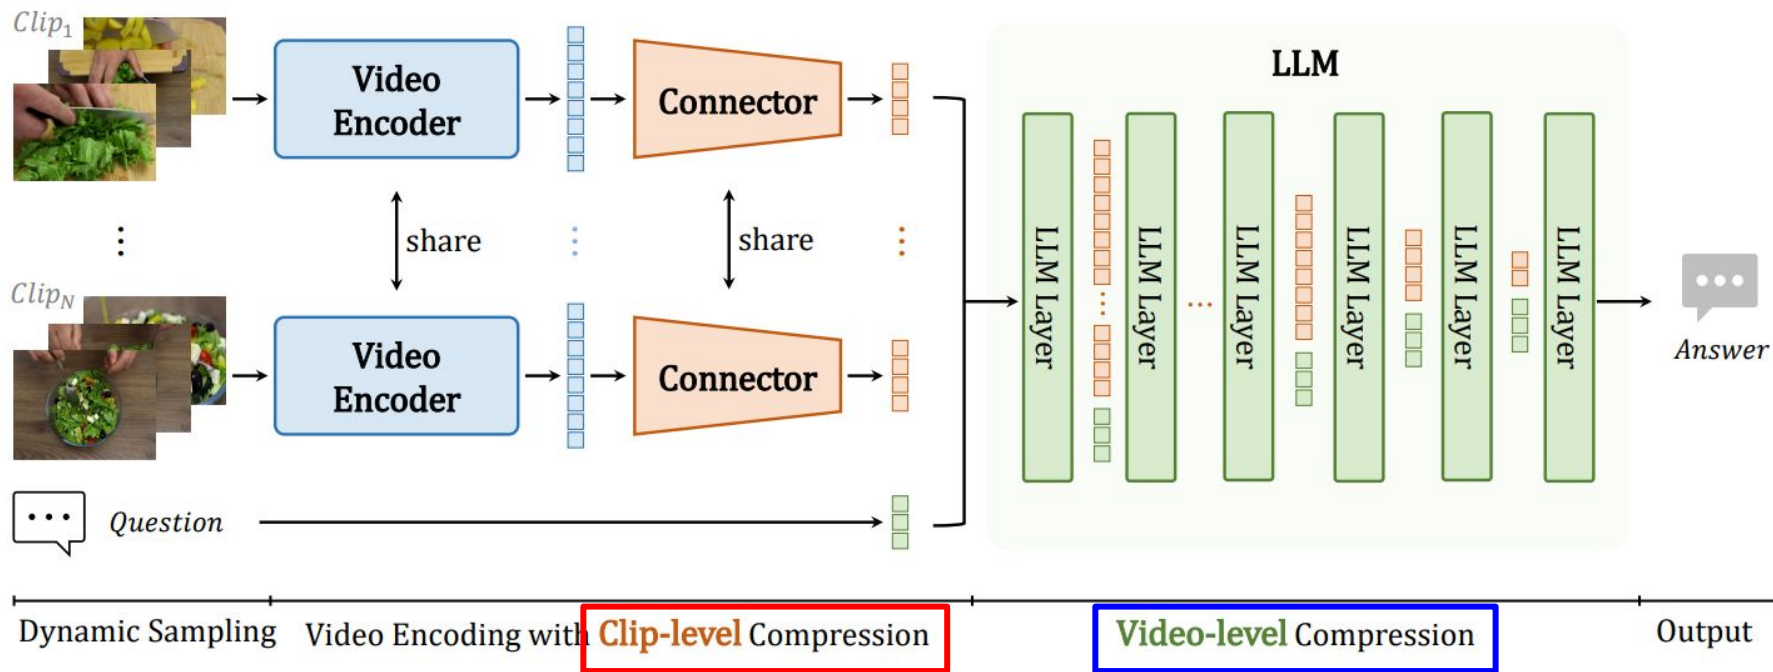 Clip₁
Video
Encoder
Connector
share
share
Clip_N
Video
Encoder
Connector
Question
LLM
LLM Layer
LLM Layer
LLM Layer
LLM Layer
LLM Layer
LLM Layer
Answer
Dynamic Sampling
Video Encoding with Clip-level Compression
Video-level Compression
Output